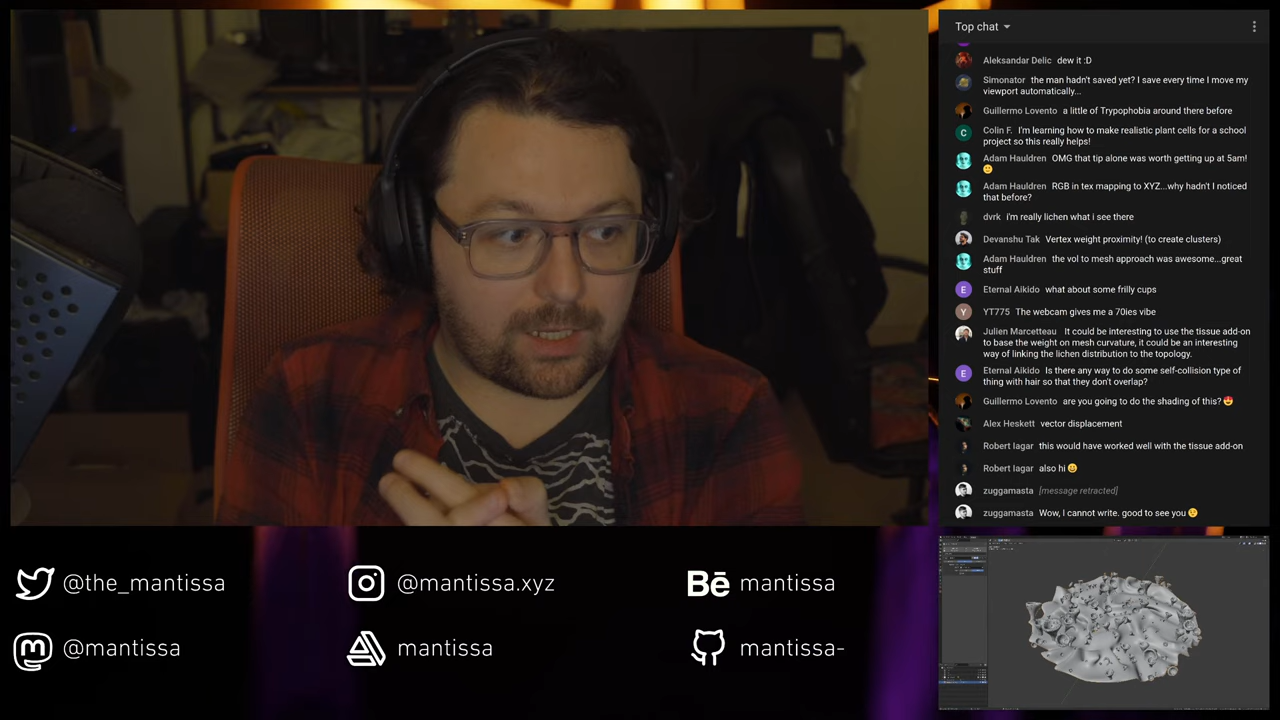 Top chat
Aleksandar Delic dew it :D
Simonator the man hadn't saved yet? I save every time I move my
viewport automatically...
Guillermo Lovento a little of Trypophobia around there before
C Colin F. I'm learning how to make realistic plant cells for a school
project so this really helps!
Adam Hauldren OMG that tip alone was worth getting up at 5am!
Adam Hauldren RGB in tex mapping to XYZ...why hadn't I noticed
that before?
dvrk i'm really lichen what i see there
Devanshu Tak Vertex weight proximity! (to create clusters)
Adam Hauldren the vol to mesh approach was awesome...great
stuff
E Eternal Aikido what about some frilly cups
Y YT775 The webcam gives me a 70ies vibe
Julien Marcetteau It could be interesting to use the tissue add-on
to base the weight on mesh curvature, it could be an interesting
way of linking the lichen distribution to the topology.
E Eternal Aikido Is there any way to do some self-collision type of
thing with hair so that they don't overlap?
Guillermo Lovento are you going to do the shading of this?
Alex Heskett vector displacement
Robert Iagar this would have worked well with the tissue add-on
Robert Iagar also hi
zuggamasta [message retracted]
zuggamasta Wow, I cannot write. good to see you
@the_mantissa
@mantissa.xyz
Bē mantissa
@mantissa
mantissa
mantissa-